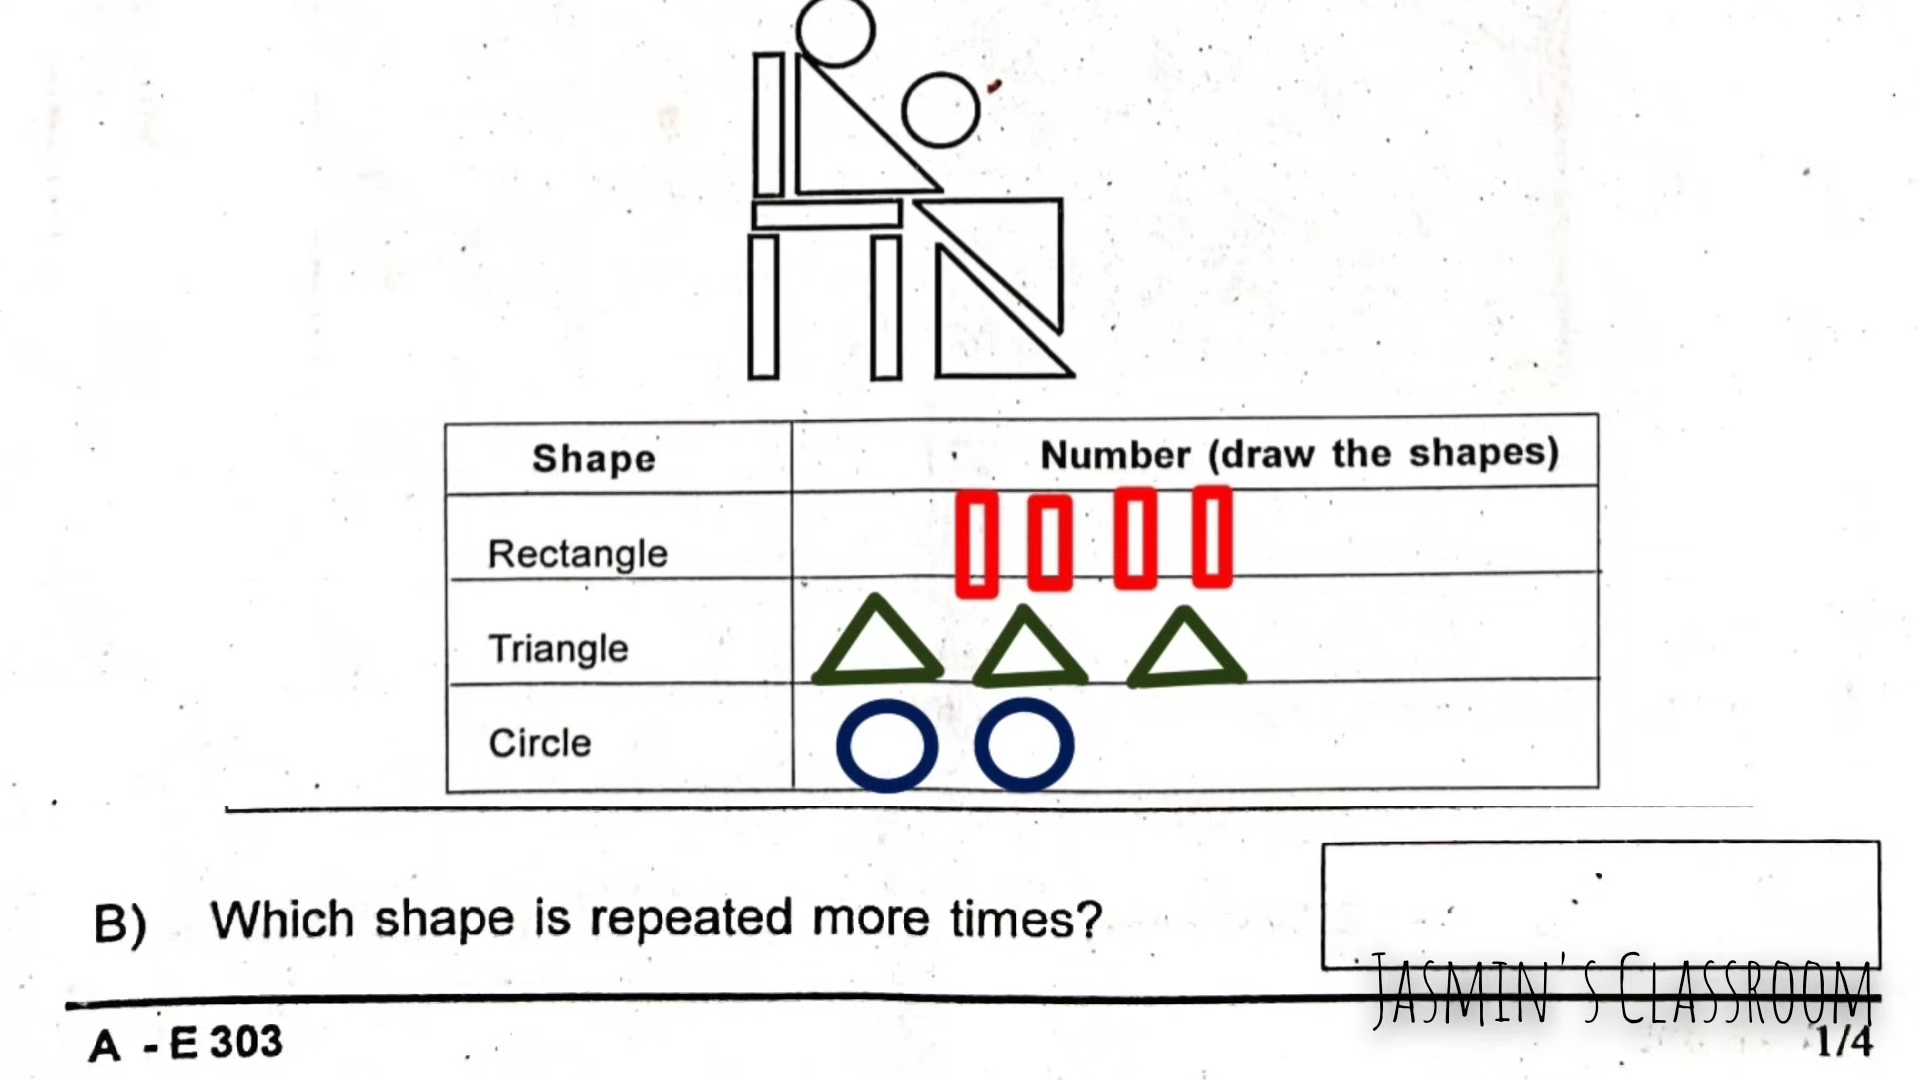 Shape
Number (draw the shapes)
Rectangle
Triangle
Circle
B) Which shape is repeated more times?
JASMIN'S CLASSROOM
A - E 303
1/4